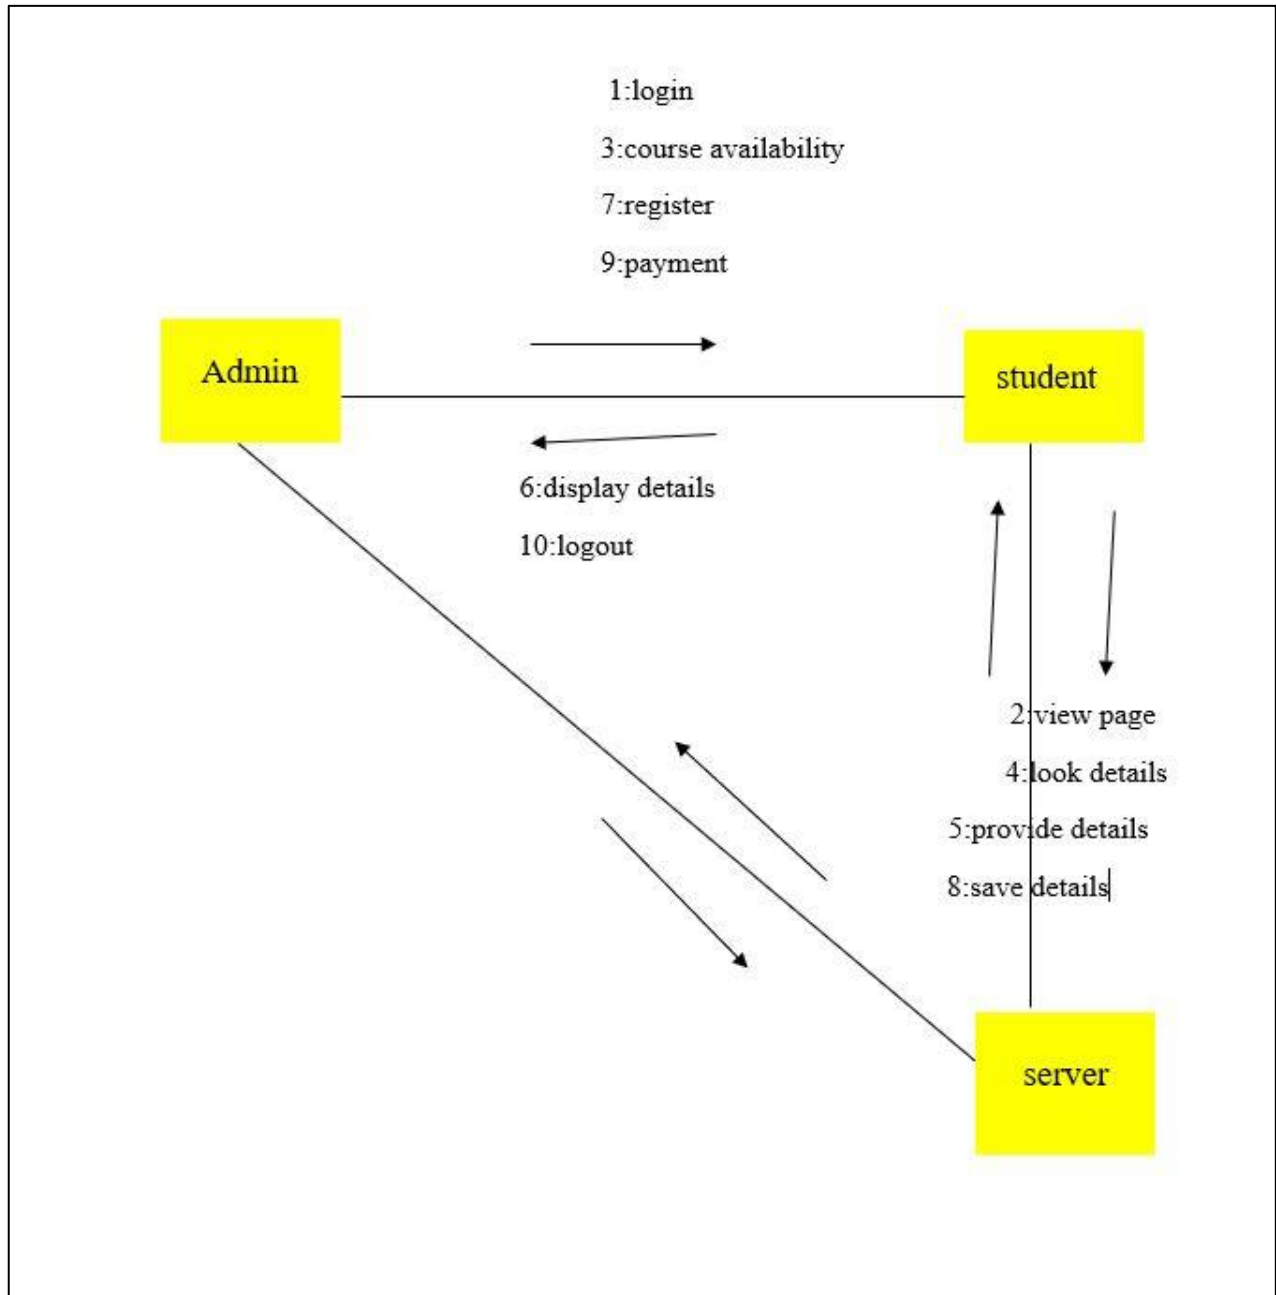 1:login
3:course availability
7:register
9:payment
Admin
student
6:display details
10:logout
2:view page
4:look details
5:provide details
8:save details
server